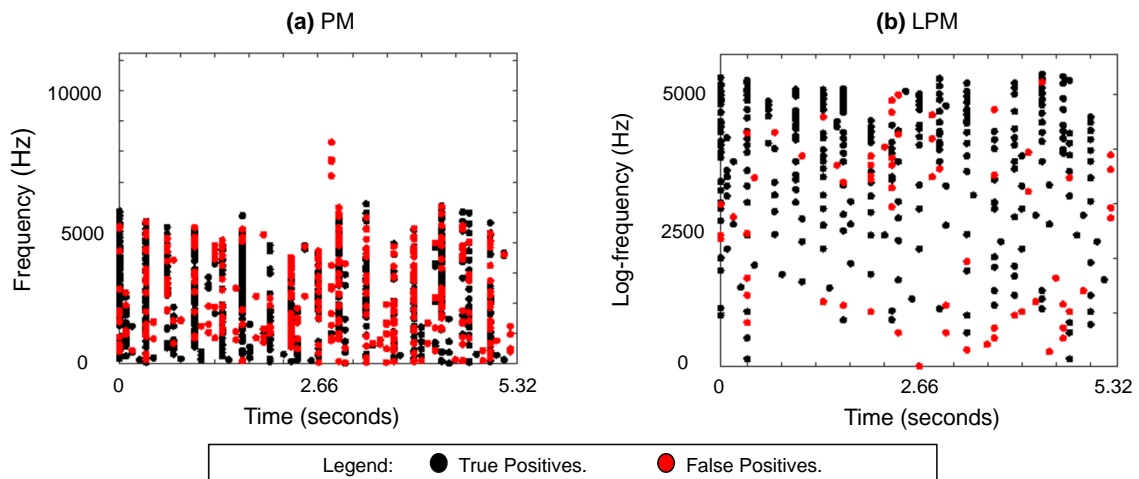 (a) PM
Frequency (Hz)
10000
5000
0
0
2.66
5.32
Time (seconds)
(b) LPM
Log-frequency (Hz)
5000
2500
0
0
2.66
5.32
Time (seconds)
Legend: True Positives. False Positives.